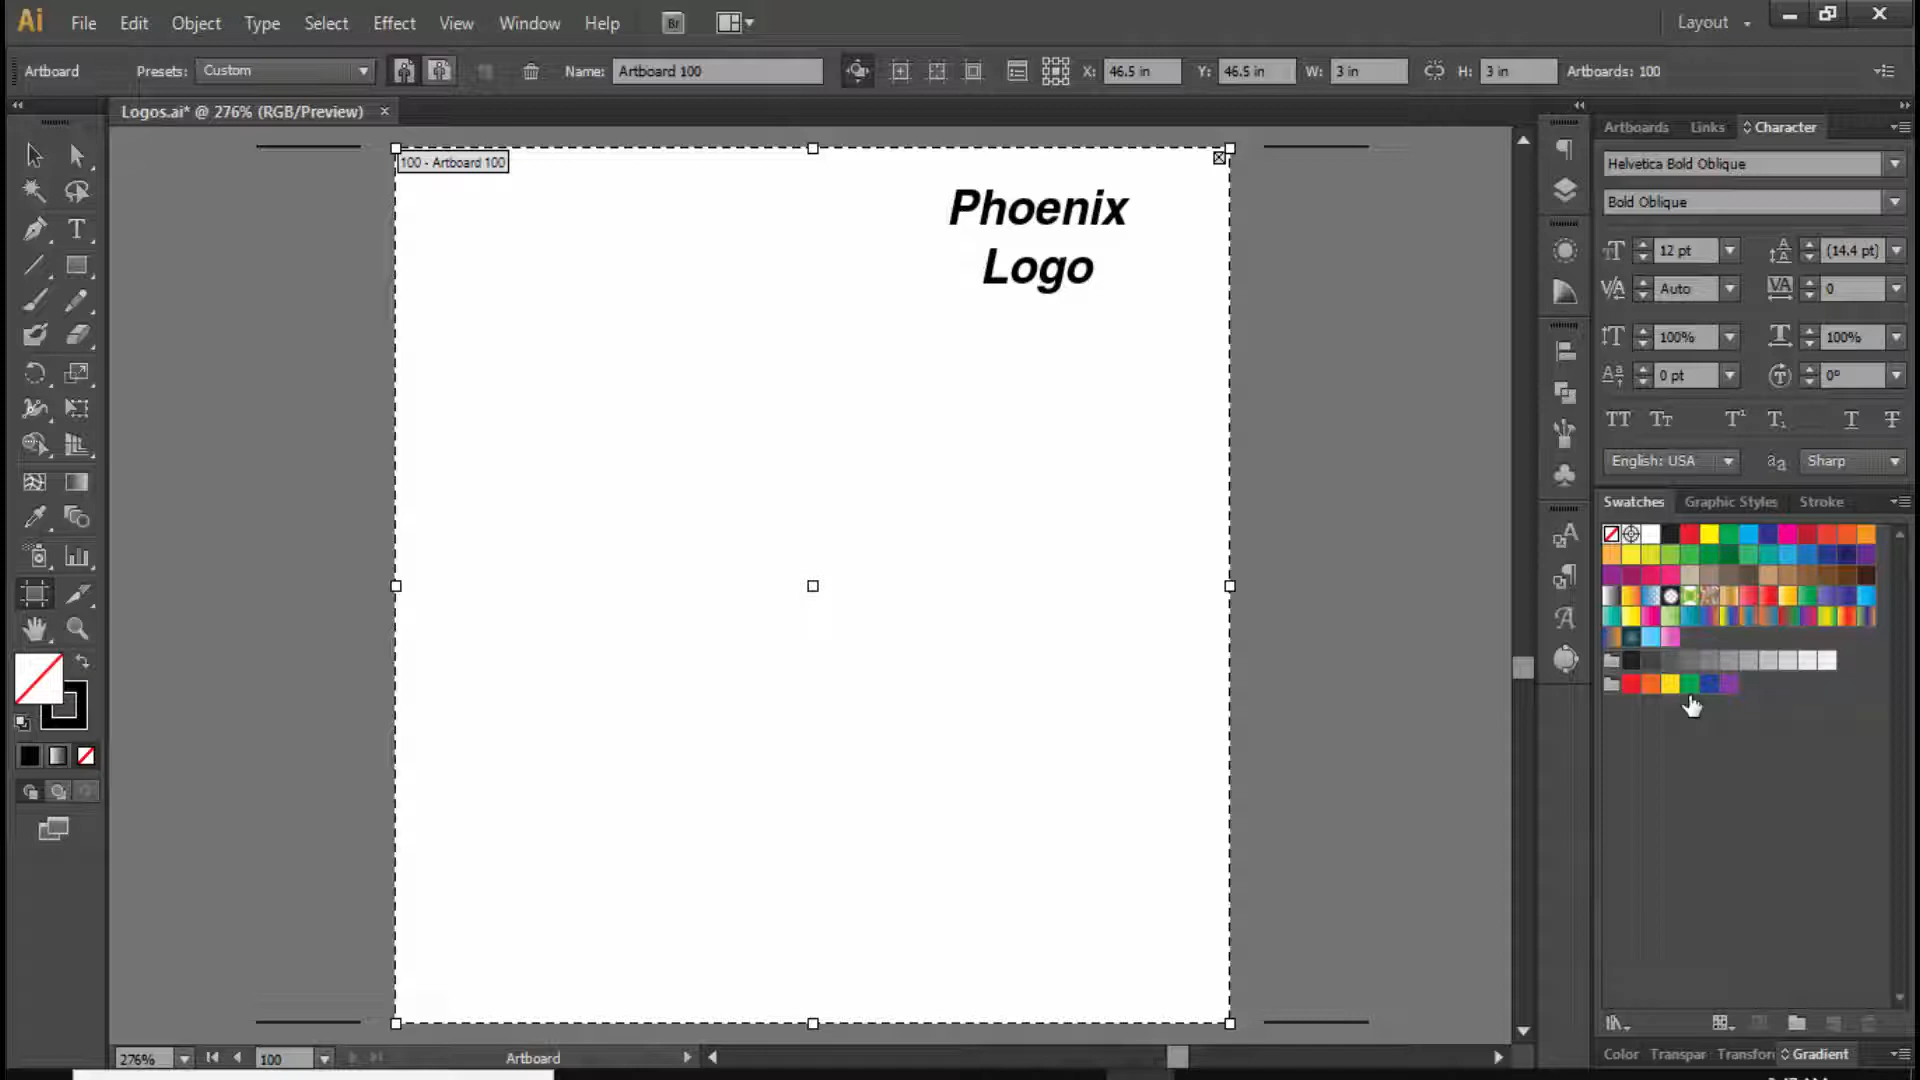 Ai File Edit Object Type Select Effect View Window Help Br Layout
Artboard Presets: Custom Name: Artboard 100 X: 46.5 in Y: 46.5 in W: 3 in H: 3 in Artboards: 100
Logos.ai* @ 276% (RGB/Preview) ×
Artboards Links Character
100 - Artboard 100
Helvetica Bold Oblique
Bold Oblique
Phoenix
Logo
12 pt (14.4 pt)
Auto 0
100% 100%
0 pt 0°
English: USA Sharp
Swatches Graphic Styles Stroke
276% 100 Artboard
Color Transpar Transforn Gradient